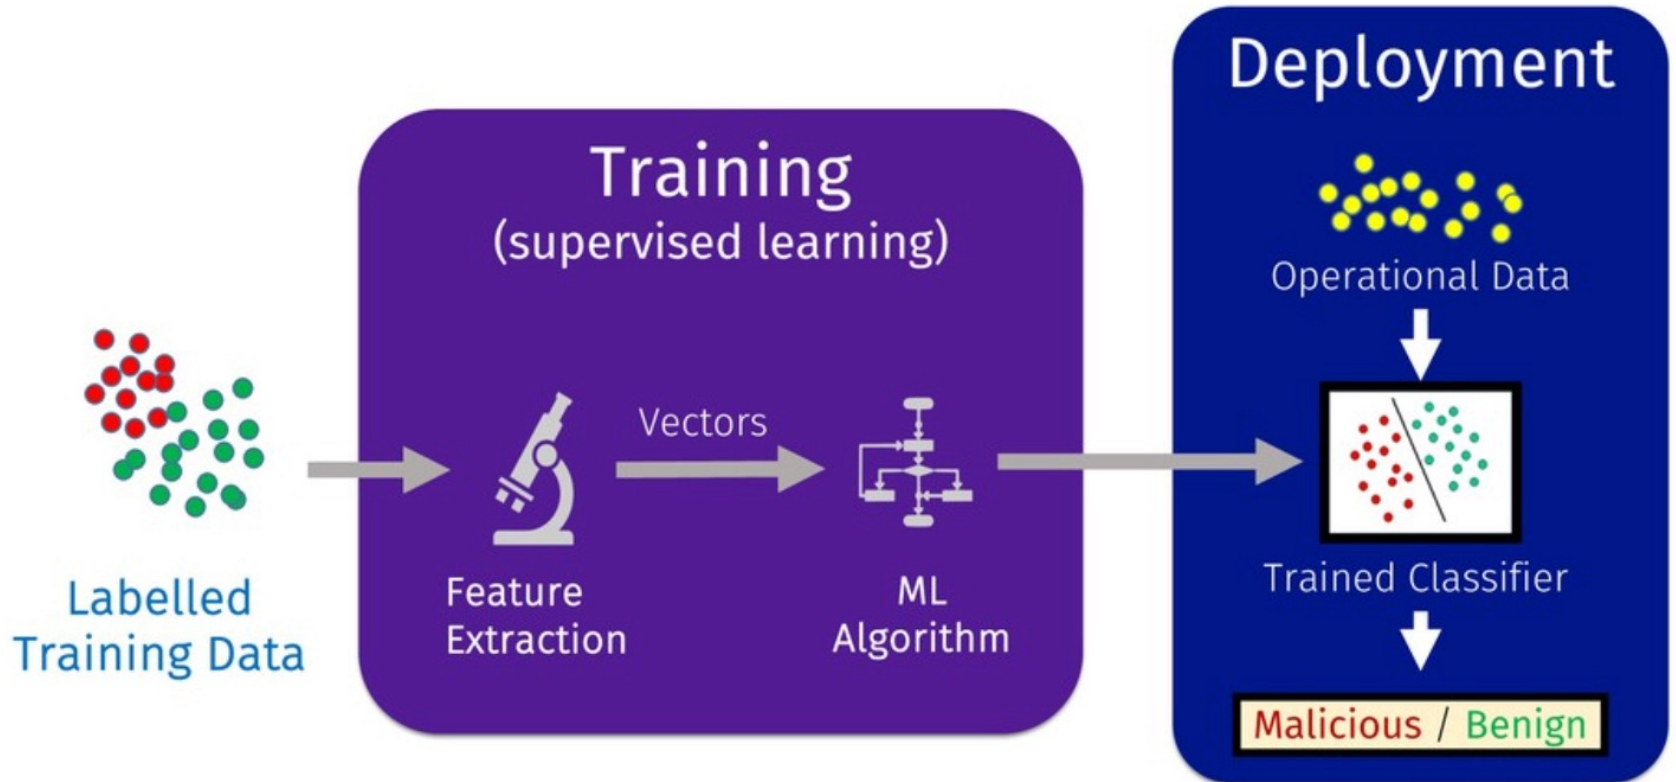 Labelled
Training Data
Training
(supervised learning)
Feature
Extraction
Vectors
ML
Algorithm
Deployment
Operational Data
Trained Classifier
Malicious / Benign